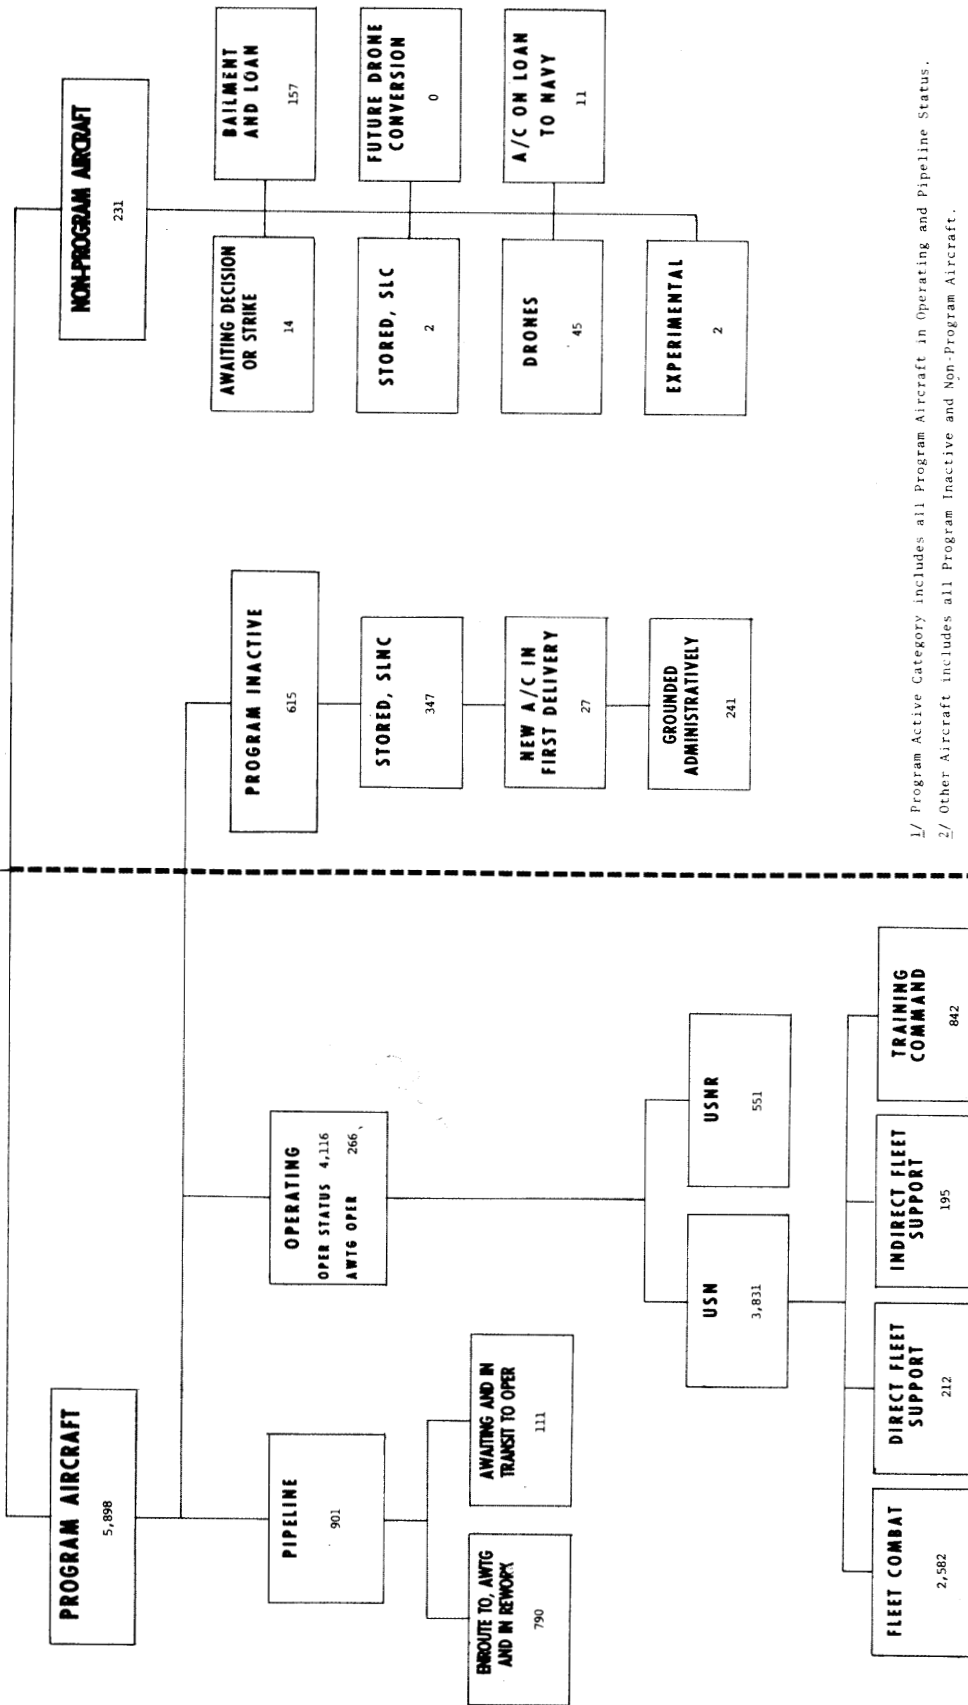 PROGRAM AIRCRAFT
5,898
NON-PROGRAM AIRCRAFT
231
PIPELINE
901
OPERATING
OPER STATUS 4,116
AWTG OPER 266
PROGRAM INACTIVE
615
AWAITING DECISION
OR STRIKE
14
BAILMENT
AND LOAN
157
ENROUTE TO, AWTG
AND IN REWORK
790
AWAITING AND IN
TRANSIT TO OPER
111
STORED, SLNC
347
STORED, SLC
2
FUTURE DRONE
CONVERSION
0
NEW A/C IN
FIRST DELIVERY
27
DRONES
45
A/C ON LOAN
TO NAVY
11
USN
3,831
USNR
551
GROUNDED
ADMINISTRATIVELY
241
EXPERIMENTAL
2
FLEET COMBAT
2,582
DIRECT FLEET
SUPPORT
212
INDIRECT FLEET
SUPPORT
195
TRAINING
COMMAND
842
1/ Program Active Category includes all Program Aircraft in Operating and Pipeline Status.
2/ Other Aircraft includes all Program Inactive and Non-Program Aircraft.